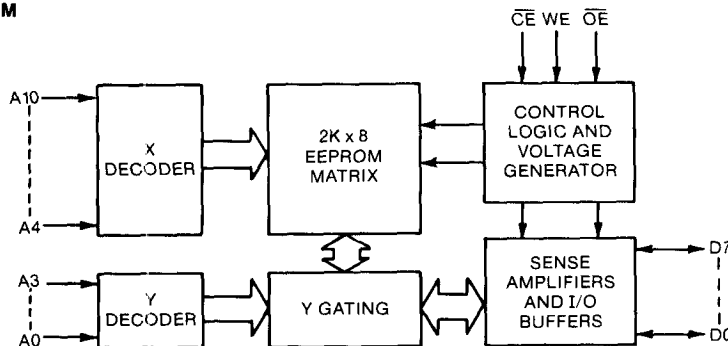 M
CE WE OE
A10
A4
X
DECODER
2K x 8
EEPROM
MATRIX
CONTROL
LOGIC AND
VOLTAGE
GENERATOR
A3
A0
Y
DECODER
Y GATING
SENSE
AMPLIFIERS
AND I/O
BUFFERS
D7
D0